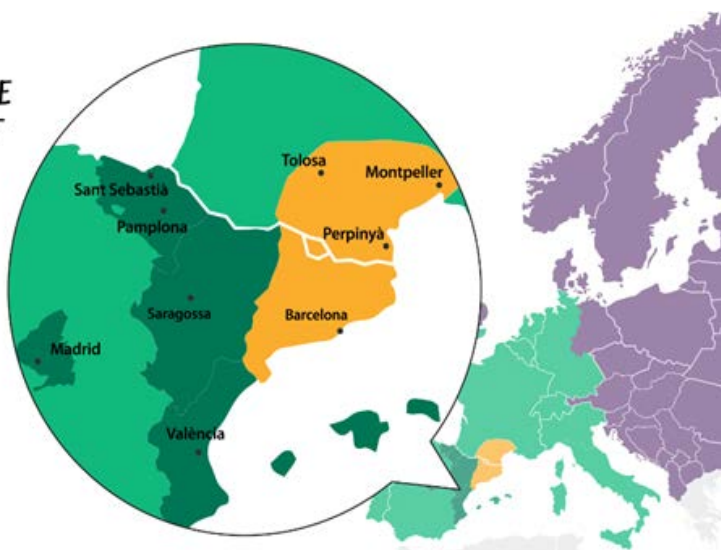 Tolosa
Montpeller
Sant Sebastià
Pamplona
Perpinyà
Saragossa
Barcelona
Madrid
València